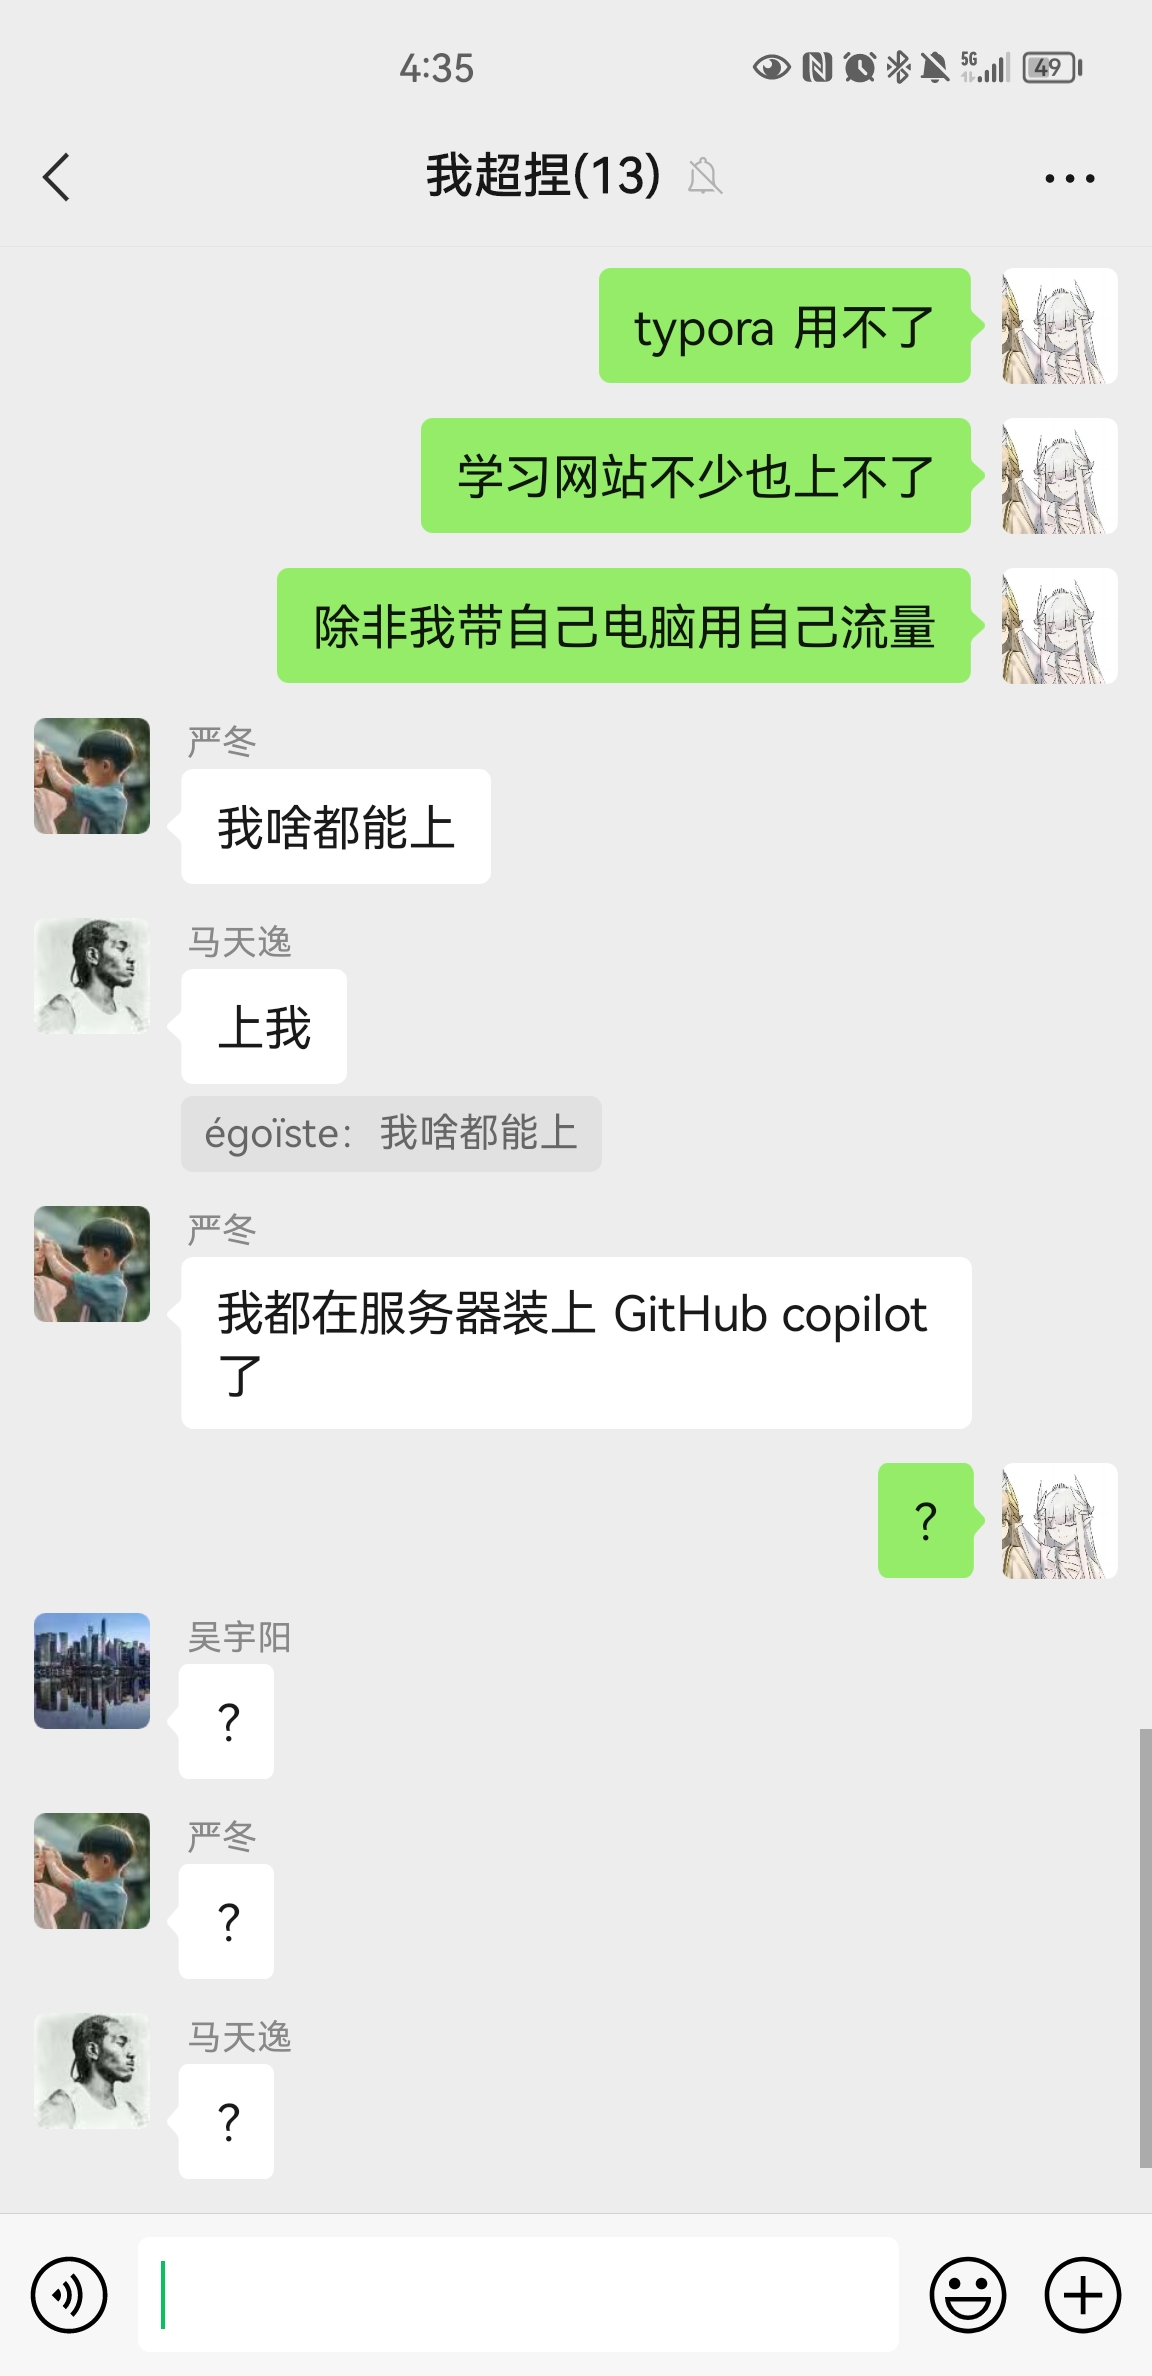 4:35
5G
49
我超捏(13)
typora 用不了
学习网站不少也上不了
除非我带自己电脑用自己流量
严冬
我啥都能上
马天逸
上我
égoïste：我啥都能上
严冬
我都在服务器装上 GitHub copilot
了
？
吴宇阳
？
严冬
？
马天逸
？